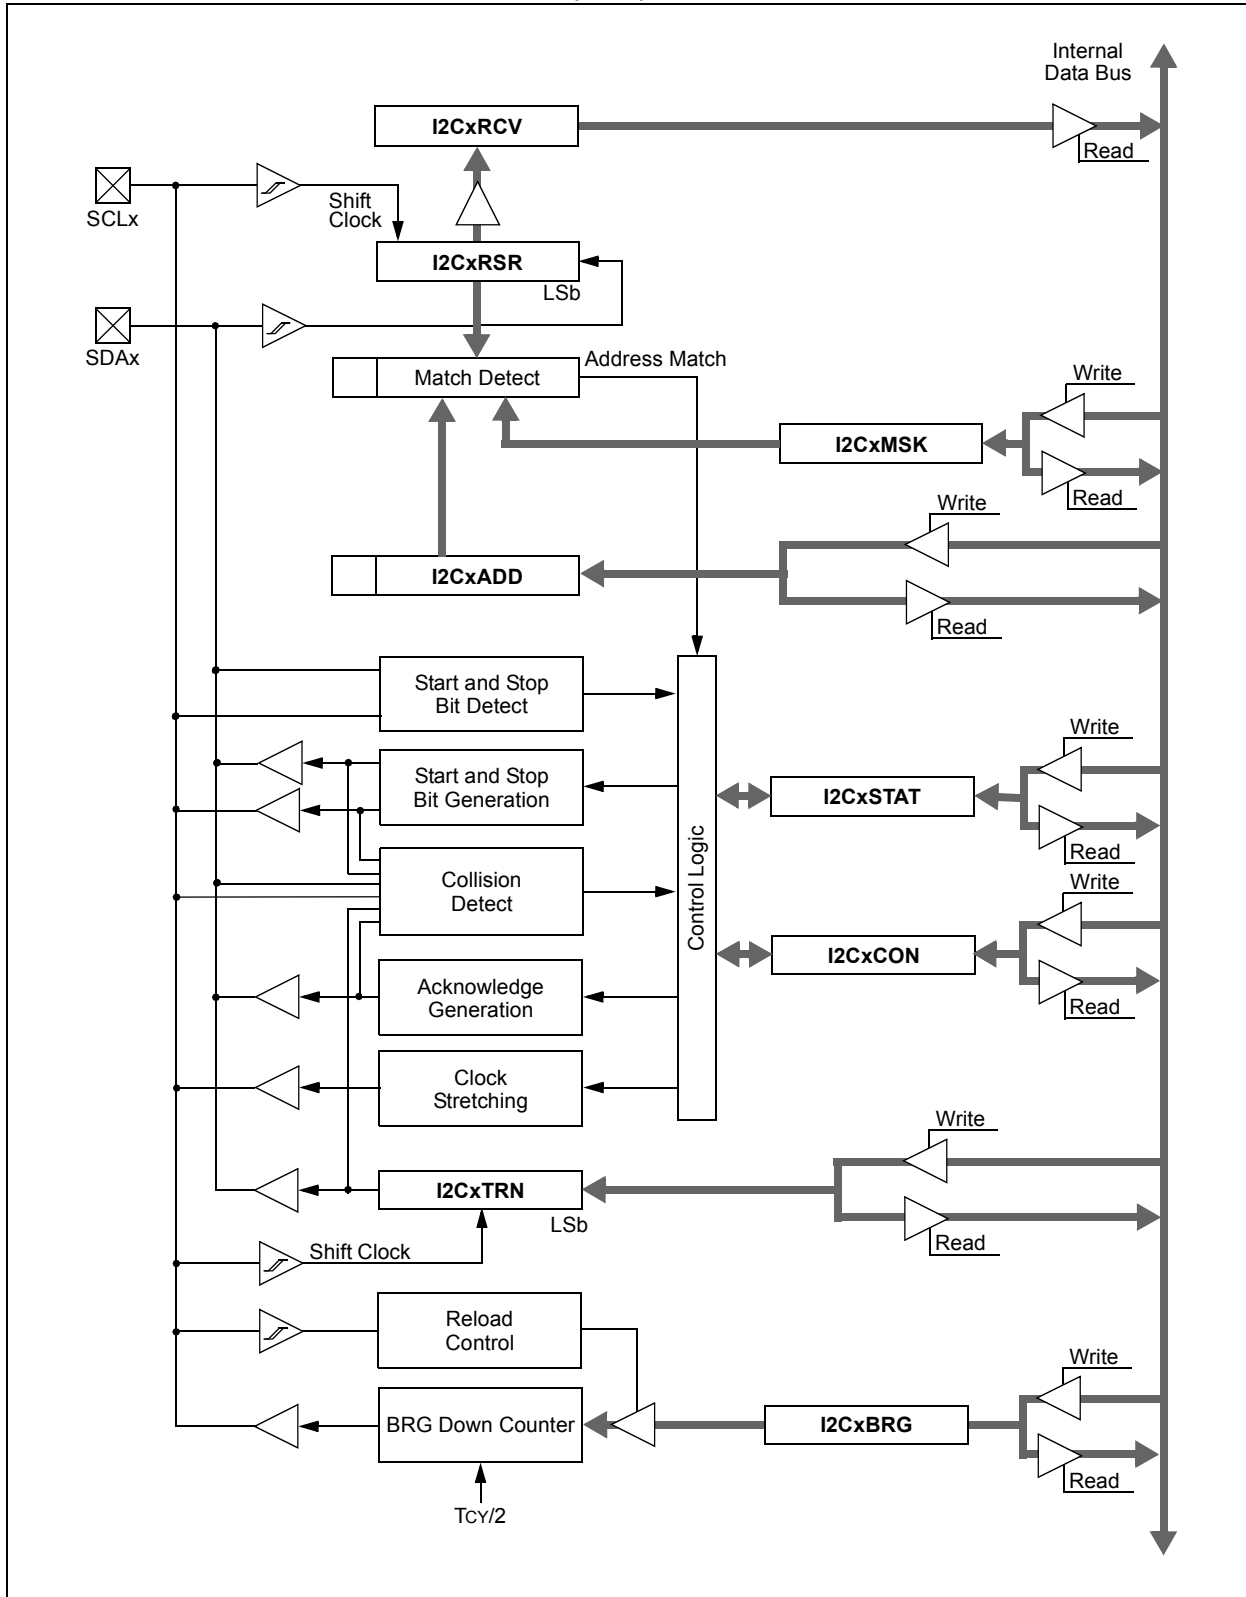 Internal
Data Bus
I2CxRCV
Read
SCLx
Shift
Clock
I2CxRSR
LSb
SDAx
Address Match
Match Detect
Write
I2CxMSK
Read
Write
I2CxADD
Read
Start and Stop
Bit Detect
Write
Start and Stop
Bit Generation
I2CxSTAT
Read
Control Logic
Collision
Detect
Write
I2CxCON
Read
Acknowledge
Generation
Clock
Stretching
Write
I2CxTRN
LSb
Read
Shift Clock
Reload
Control
Write
BRG Down Counter
I2CxBRG
Read
TCY/2